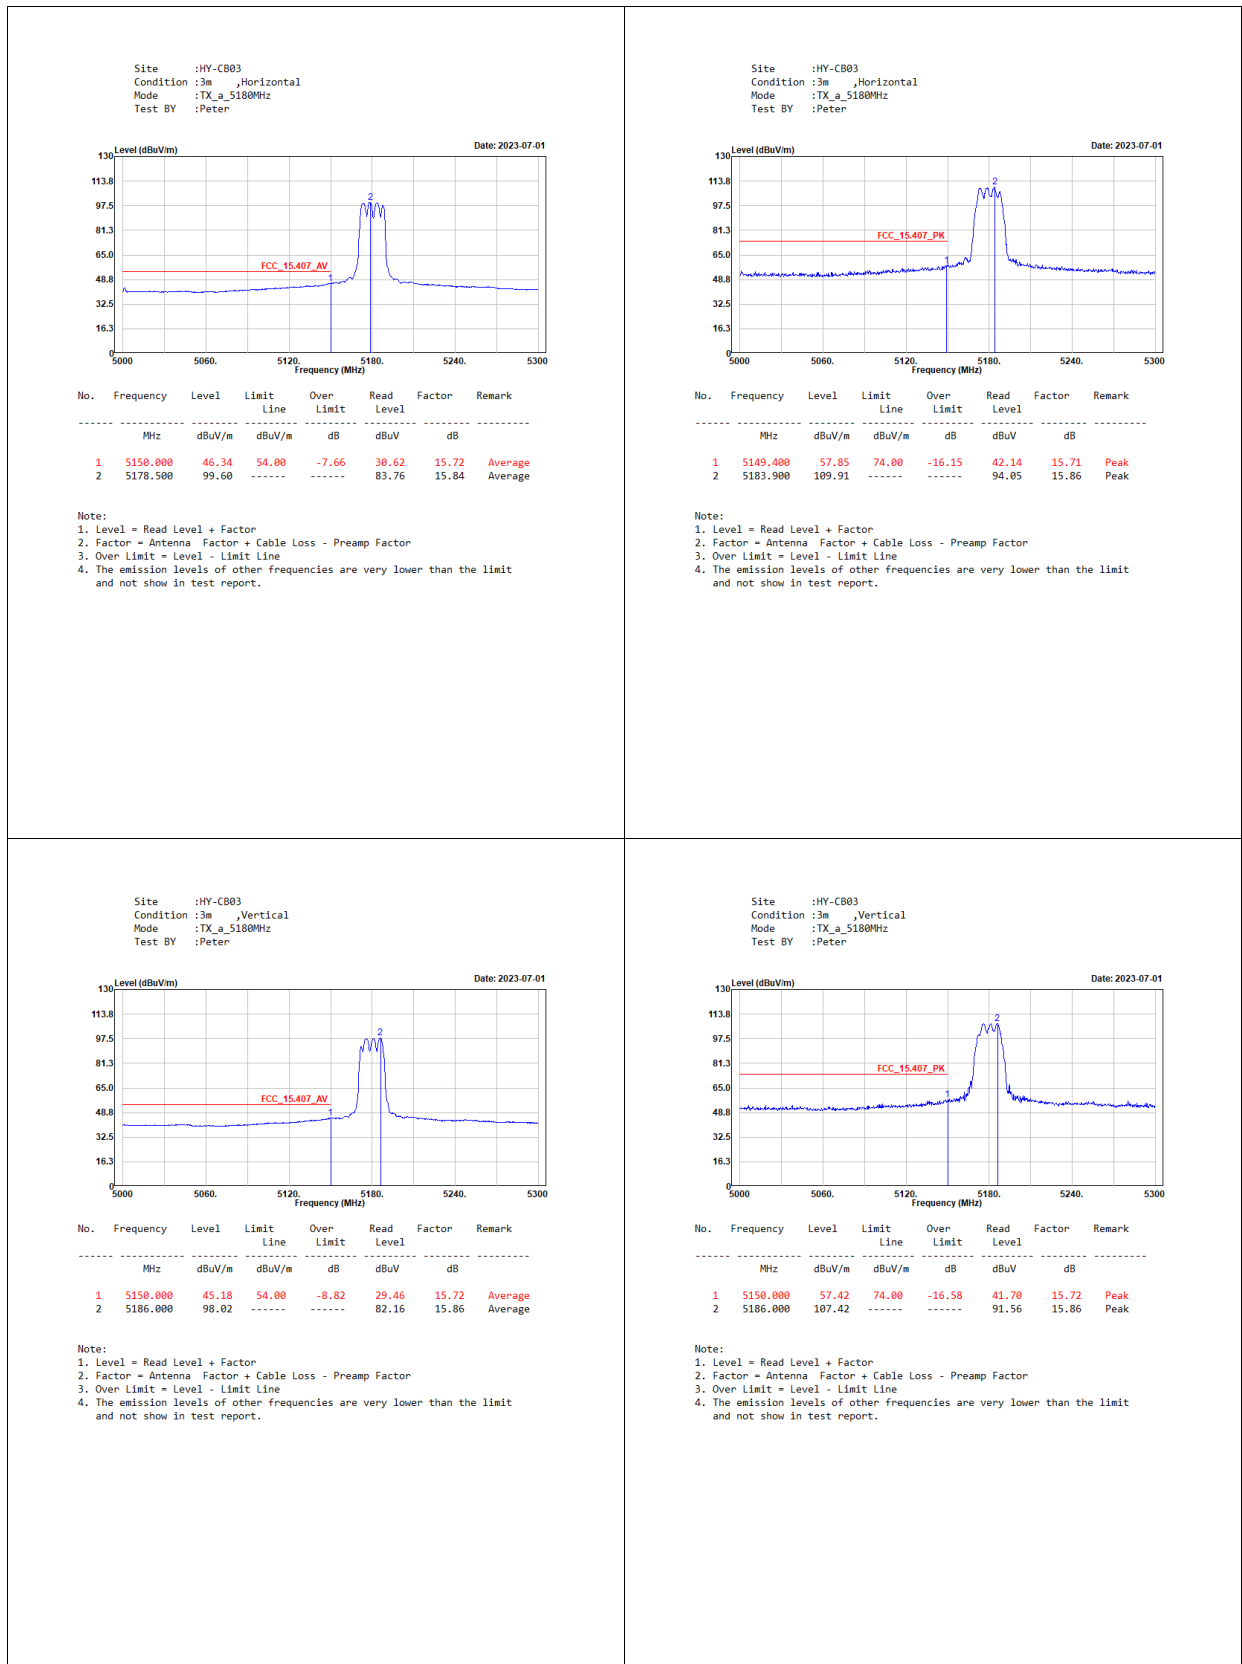 Site      :HY-CB03
Condition :3m    ,Horizontal
Mode      :TX_a_5180MHz
Test BY   :Peter
Level (dBuV/m)
Date: 2023-07-01
130
113.8
97.5
81.3
65.0
48.8
32.5
16.3
0
FCC_15.407_AV
1
2
5000 5060. 5120. 5180. 5240. 5300
Frequency (MHz)
No. Frequency Level Limit Over Read Factor Remark
Line Limit Level
------ ---------- -------- --------- --------- -------- -------- ---------
MHz dBuV/m dBuV/m dB dBuV dB
1 5150.000 46.34 54.00 -7.66 30.62 15.72 Average
2 5178.500 99.60 ------ ------ 83.76 15.84 Average
Note:
1. Level = Read Level + Factor
2. Factor = Antenna  Factor + Cable Loss - Preamp Factor
3. Over Limit = Level - Limit Line
4. The emission levels of other frequencies are very lower than the limit
and not show in test report.
Site      :HY-CB03
Condition :3m    ,Horizontal
Mode      :TX_a_5180MHz
Test BY   :Peter
Level (dBuV/m)
Date: 2023-07-01
130
113.8
97.5
81.3
65.0
48.8
32.5
16.3
0
FCC_15.407_PK
1
2
5000 5060. 5120. 5180. 5240. 5300
Frequency (MHz)
No. Frequency Level Limit Over Read Factor Remark
Line Limit Level
------ ---------- -------- --------- --------- -------- -------- ---------
MHz dBuV/m dBuV/m dB dBuV dB
1 5149.400 57.85 74.00 -16.15 42.14 15.71 Peak
2 5183.900 109.91 ------ ------ 94.05 15.86 Peak
Note:
1. Level = Read Level + Factor
2. Factor = Antenna  Factor + Cable Loss - Preamp Factor
3. Over Limit = Level - Limit Line
4. The emission levels of other frequencies are very lower than the limit
and not show in test report.
Site      :HY-CB03
Condition :3m    ,Vertical
Mode      :TX_a_5180MHz
Test BY   :Peter
Level (dBuV/m)
Date: 2023-07-01
130
113.8
97.5
81.3
65.0
48.8
32.5
16.3
0
FCC_15.407_AV
1
2
5000 5060. 5120. 5180. 5240. 5300
Frequency (MHz)
No. Frequency Level Limit Over Read Factor Remark
Line Limit Level
------ ---------- -------- --------- --------- -------- -------- ---------
MHz dBuV/m dBuV/m dB dBuV dB
1 5150.000 45.18 54.00 -8.82 29.46 15.72 Average
2 5186.000 98.02 ------ ------ 82.16 15.86 Average
Note:
1. Level = Read Level + Factor
2. Factor = Antenna  Factor + Cable Loss - Preamp Factor
3. Over Limit = Level - Limit Line
4. The emission levels of other frequencies are very lower than the limit
and not show in test report.
Site      :HY-CB03
Condition :3m    ,Vertical
Mode      :TX_a_5180MHz
Test BY   :Peter
Level (dBuV/m)
Date: 2023-07-01
130
113.8
97.5
81.3
65.0
48.8
32.5
16.3
0
FCC_15.407_PK
1
2
5000 5060. 5120. 5180. 5240. 5300
Frequency (MHz)
No. Frequency Level Limit Over Read Factor Remark
Line Limit Level
------ ---------- -------- --------- --------- -------- -------- ---------
MHz dBuV/m dBuV/m dB dBuV dB
1 5150.000 57.42 74.00 -16.58 41.70 15.72 Peak
2 5186.000 107.42 ------ ------ 91.56 15.86 Peak
Note:
1. Level = Read Level + Factor
2. Factor = Antenna  Factor + Cable Loss - Preamp Factor
3. Over Limit = Level - Limit Line
4. The emission levels of other frequencies are very lower than the limit
and not show in test report.